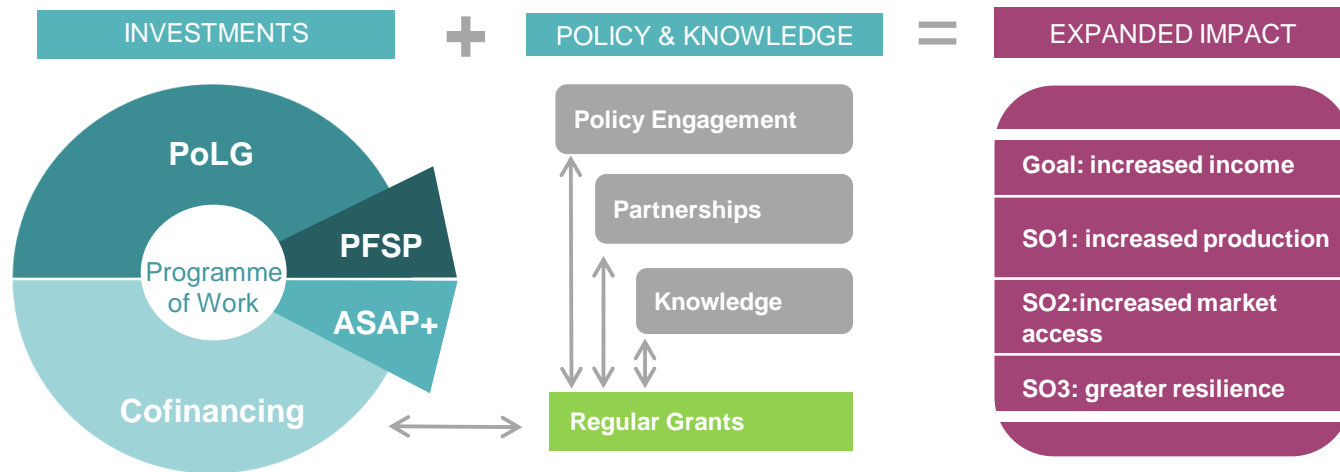 INVESTMENTS
+
POLICY & KNOWLEDGE
=
EXPANDED IMPACT
PoLG
PFSP
Programme
of Work
ASAP+
Cofinancing
Policy Engagement
Partnerships
Knowledge
Regular Grants
Goal: increased income
SO1: increased production
SO2:increased market
access
SO3: greater resilience